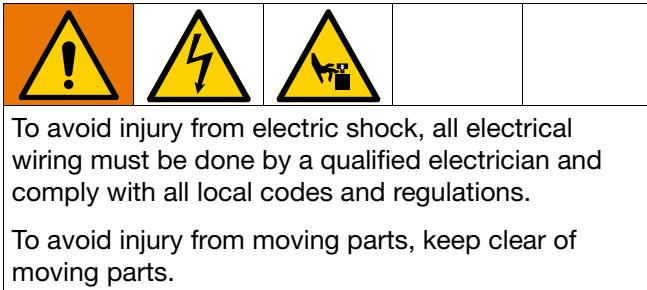 To avoid injury from electric shock, all electrical
wiring must be done by a qualified electrician and
comply with all local codes and regulations.
To avoid injury from moving parts, keep clear of
moving parts.